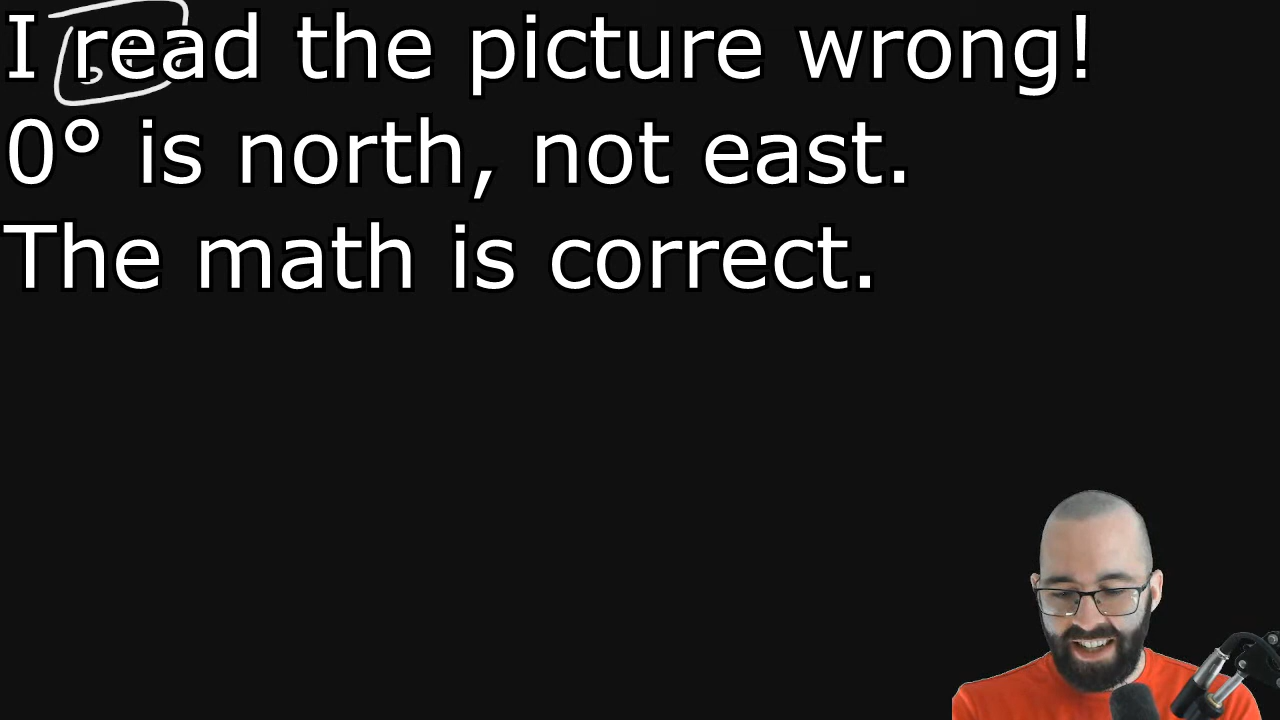 I read the picture wrong!
0° is north, not east.
The math is correct.